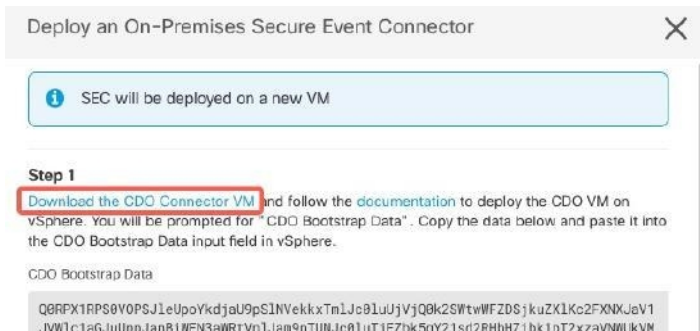 Deploy an On-Premises Secure Event Connector
SEC will be deployed on a new VM
Step 1
Download the CDO Connector VM and follow the documentation to deploy the CDO VM on
vSphere. You will be prompted for "CDO Bootstrap Data". Copy the data below and paste it into
the CDO Bootstrap Data input field in vSphere.
CDO Bootstrap Data